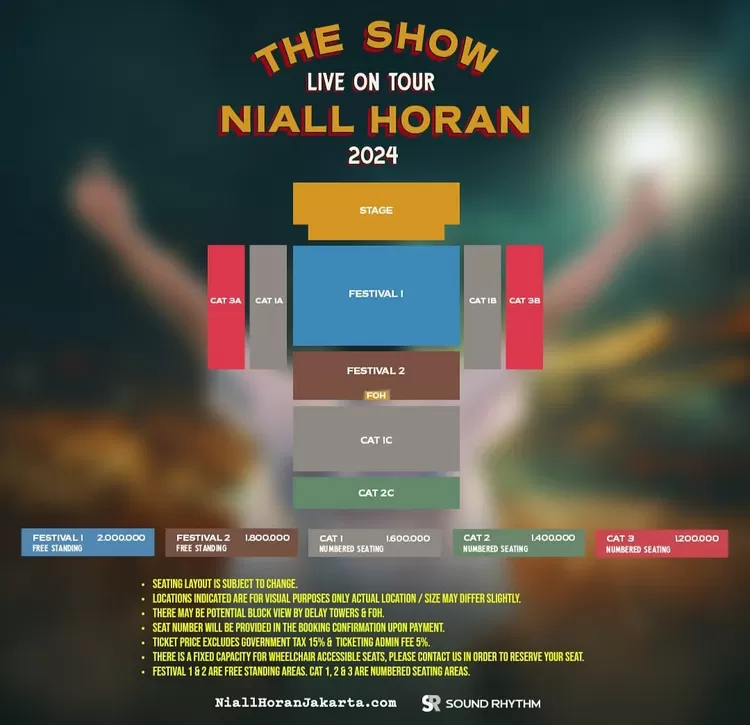 THE SHOW
LIVE ON TOUR
NIALL HORAN
2024
STAGE
CAT 3A
CAT 1A
FESTIVAL 1
CAT 1B
CAT 3B
FESTIVAL 2
FOH
CAT 1C
CAT 2C
FESTIVAL 1 2.000.000
FREE STANDING
FESTIVAL 2 1.800.000
FREE STANDING
CAT 1 1.600.000
NUMBERED SEATING
CAT 2 1.400.000
NUMBERED SEATING
CAT 3 1.200.000
NUMBERED SEATING
• SEATING LAYOUT IS SUBJECT TO CHANGE.
• LOCATIONS INDICATED ARE FOR VISUAL PURPOSES ONLY ACTUAL LOCATION / SIZE MAY DIFFER SLIGHTLY.
• THERE MAY BE POTENTIAL BLOCK VIEW BY DELAY TOWERS & FOH.
• SEAT NUMBER WILL BE PROVIDED IN THE BOOKING CONFIRMATION UPON PAYMENT.
• TICKET PRICE EXCLUDES GOVERNMENT TAX 15% & TICKETING ADMIN FEE 5%.
• THERE IS A FIXED CAPACITY FOR WHEELCHAIR ACCESSIBLE SEATS, PLEASE CONTACT US IN ORDER TO RESERVE YOUR SEAT.
• FESTIVAL 1 & 2 ARE FREE STANDING AREAS. CAT 1, 2 & 3 ARE NUMBERED SEATING AREAS.
NiallHoranJakarta.com
SR SOUND RHYTHM